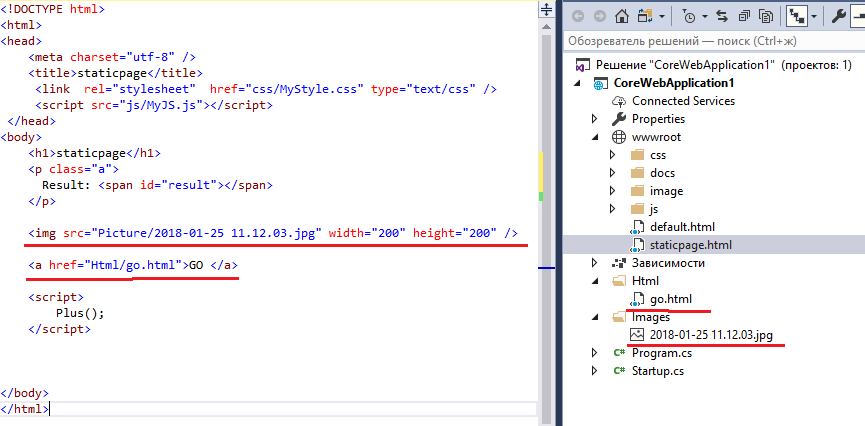 <!DOCTYPE html>
<html>
<head>
<meta charset="utf-8" />
<title>staticpage</title>
<link  rel="stylesheet"  href="css/MyStyle.css" type="text/css" />
<script src="js/MyJS.js"></script>
</head>
<body>
<h1>staticpage</h1>
<p class="a">
Result: <span id="result"></span>
</p>
<img src="Picture/2018-01-25 11.12.03.jpg" width="200" height="200" />
<a href="Html/go.html">GO </a>
<script>
Plus();
</script>
</body>
</html>
Обозреватель решений — поиск (Ctrl+ж)
Решение "CoreWebApplication1" (проектов: 1)
CoreWebApplication1
Connected Services
Properties
wwwroot
css
docs
image
js
default.html
staticpage.html
Зависимости
Html
go.html
Images
2018-01-25 11.12.03.jpg
C# Program.cs
C# Startup.cs